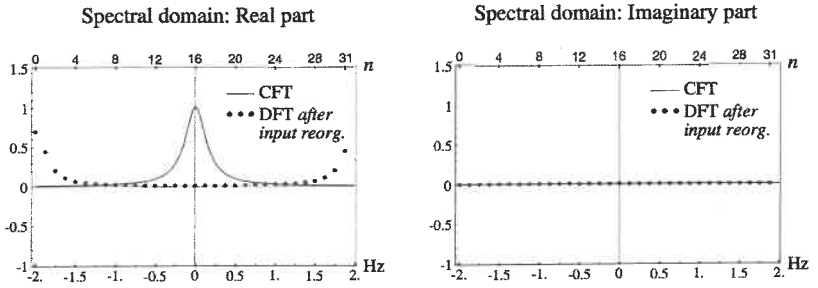 Spectral domain: Real part
0 4 8 12 16 20 24 28 31 n
1.5
1
0.5
0
-0.5
-1
CFT
DFT after
input reorg.
-2. -1.5 -1. -0.5 0 0.5 1. 1.5 2. Hz
Spectral domain: Imaginary part
0 4 8 12 16 20 24 28 31 n
1.5
1
0.5
0
-0.5
-1
CFT
DFT after
input reorg.
-2. -1.5 -1. -0.5 0 0.5 1. 1.5 2. Hz